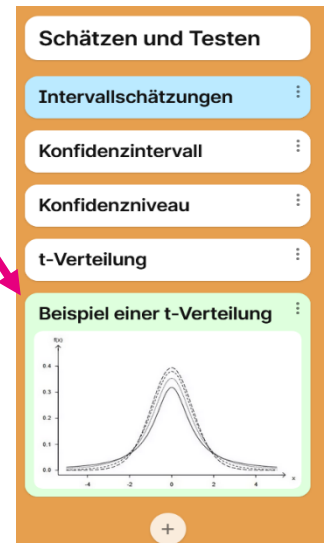 Schätzen und Testen
Intervallschätzungen
Konfidenzintervall
Konfidenzniveau
t-Verteilung
Beispiel einer t-Verteilung
f(x)
0.4
0.3
0.2
0.1
0.0
-4 -2 0 2 4 x
+